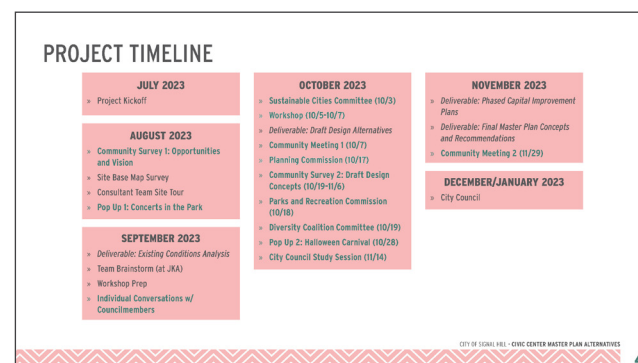 PROJECT TIMELINE
JULY 2023
» Project Kickoff
AUGUST 2023
» Community Survey 1: Opportunities
and Vision
» Site Base Map Survey
» Consultant Team Site Tour
» Pop Up 1: Concerts in the Park
SEPTEMBER 2023
» Deliverable: Existing Conditions Analysis
» Team Brainstorm (at JKA)
» Workshop Prep
» Individual Conversations w/
Councilmembers
OCTOBER 2023
» Sustainable Cities Committee (10/3)
» Workshop (10/5-10/7)
» Deliverable: Draft Design Alternatives
» Community Meeting 1 (10/7)
» Planning Commission (10/17)
» Community Survey 2: Draft Design
Concepts (10/19-11/6)
» Parks and Recreation Commission
(10/18)
» Diversity Coalition Committee (10/19)
» Pop Up 2: Halloween Carnival (10/28)
» City Council Study Session (11/14)
NOVEMBER 2023
» Deliverable: Phased Capital Improvement
Plans
» Deliverable: Final Master Plan Concepts
and Recommendations
» Community Meeting 2 (11/29)
DECEMBER/JANUARY 2023
» City Council
CITY OF SIGNAL HILL • CIVIC CENTER MASTER PLAN ALTERNATIVES